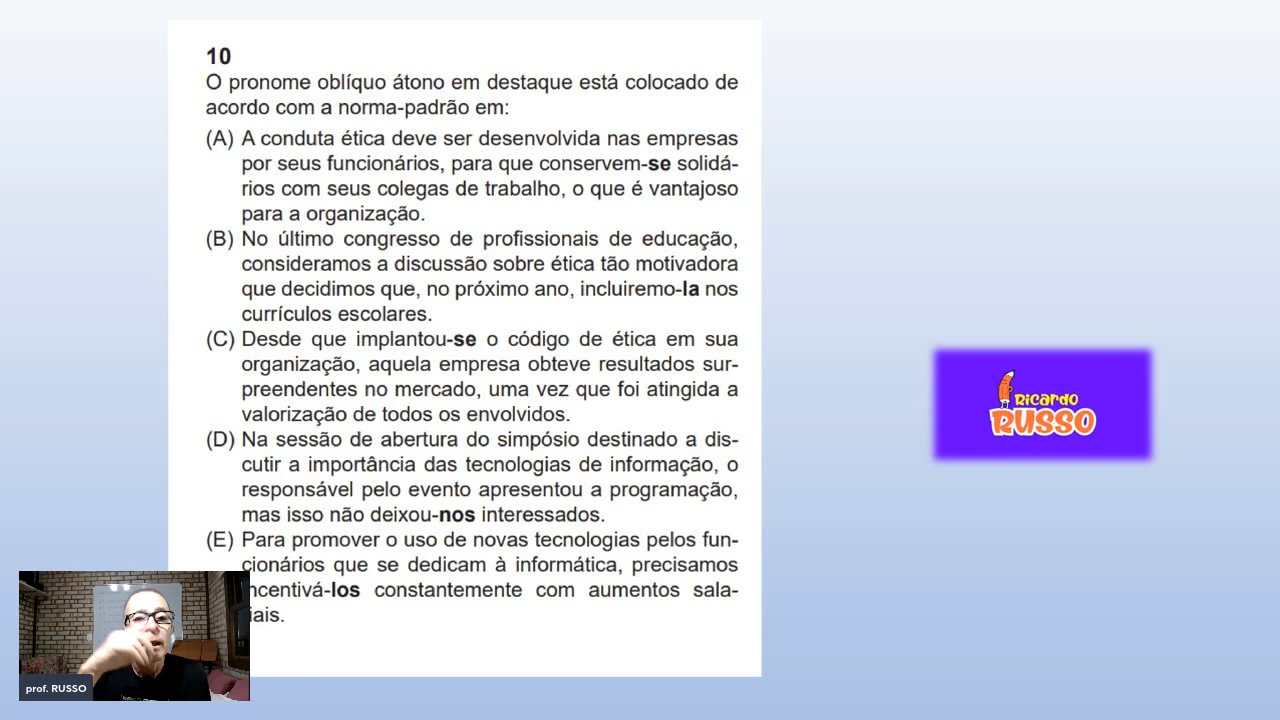 10
O pronome oblíquo átono em destaque está colocado de
acordo com a norma-padrão em:
(A) A conduta ética deve ser desenvolvida nas empresas
por seus funcionários, para que conservem-se solidá-
rios com seus colegas de trabalho, o que é vantajoso
para a organização.
(B) No último congresso de profissionais de educação,
consideramos a discussão sobre ética tão motivadora
que decidimos que, no próximo ano, incluiremo-la nos
currículos escolares.
(C) Desde que implantou-se o código de ética em sua
organização, aquela empresa obteve resultados sur-
preendentes no mercado, uma vez que foi atingida a
valorização de todos os envolvidos.
(D) Na sessão de abertura do simpósio destinado a dis-
cutir a importância das tecnologias de informação, o
responsável pelo evento apresentou a programação,
mas isso não deixou-nos interessados.
(E) Para promover o uso de novas tecnologias pelos fun-
cionários que se dedicam à informática, precisamos
ncentivá-los constantemente com aumentos sala-
iais.
Ricardo
RUSSO
prof. RUSSO